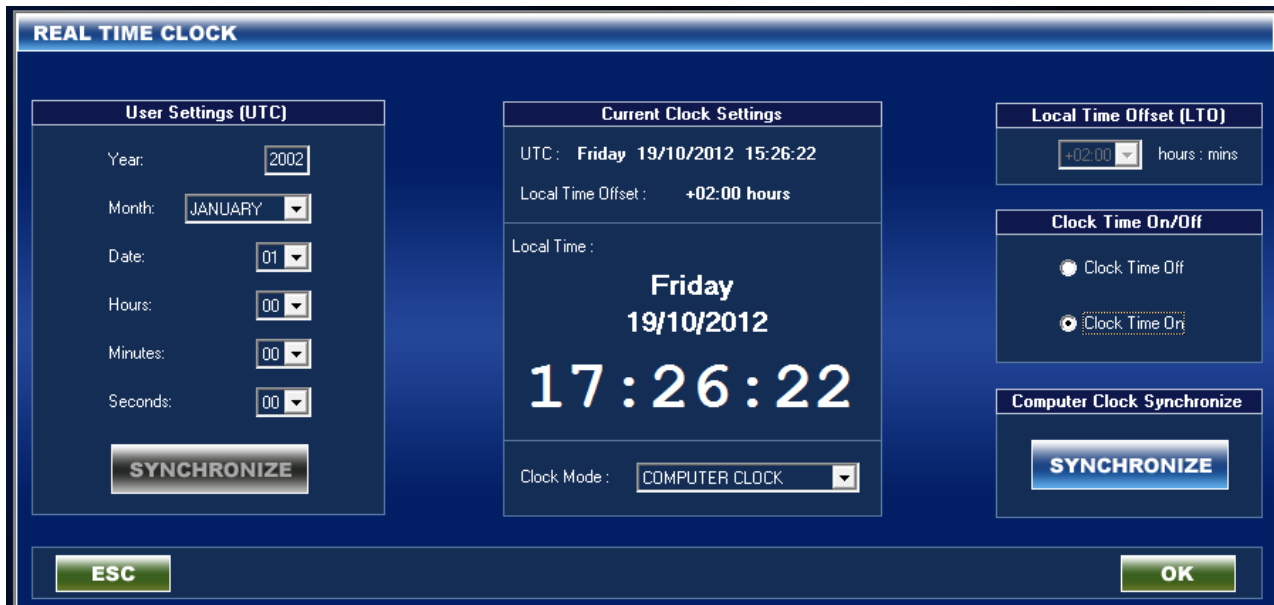 REAL TIME CLOCK
User Settings (UTC)
Year: 2002
Month: JANUARY
Date: 01
Hours: 00
Minutes: 00
Seconds: 00
SYNCHRONIZE
Current Clock Settings
UTC : Friday 19/10/2012 15:26:22
Local Time Offset : +02:00 hours
Local Time :
Friday
19/10/2012
17:26:22
Clock Mode : COMPUTER CLOCK
Local Time Offset (LTO)
+02:00 hours : mins
Clock Time On/Off
Clock Time Off
Clock Time On
Computer Clock Synchronize
SYNCHRONIZE
ESC
OK